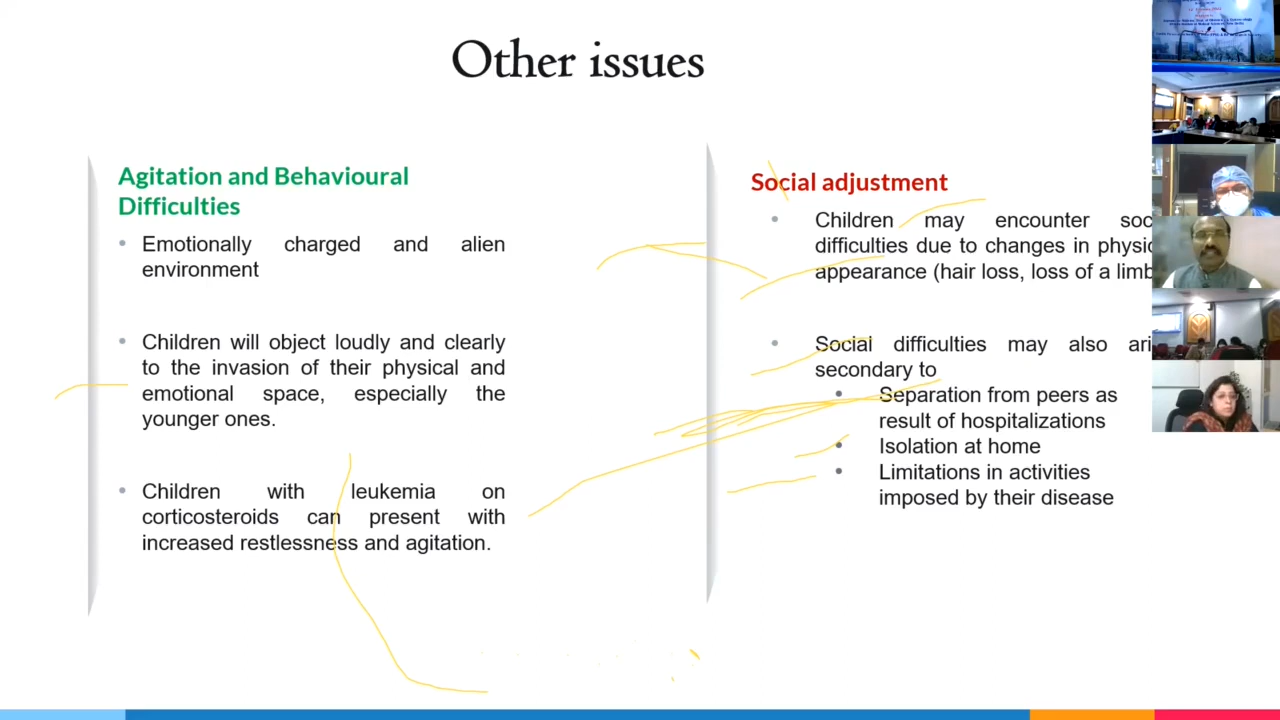 Other issues
Agitation and Behavioural
Difficulties
• Emotionally charged and alien
environment
• Children will object loudly and clearly
to the invasion of their physical and
emotional space, especially the
younger ones.
• Children with leukemia on
corticosteroids can present with
increased restlessness and agitation.
Social adjustment
• Children may encounter soc
difficulties due to changes in physic
appearance (hair loss, loss of a limb
• Social difficulties may also ari
secondary to
• Separation from peers as
result of hospitalizations
• Isolation at home
• Limitations in activities
imposed by their disease